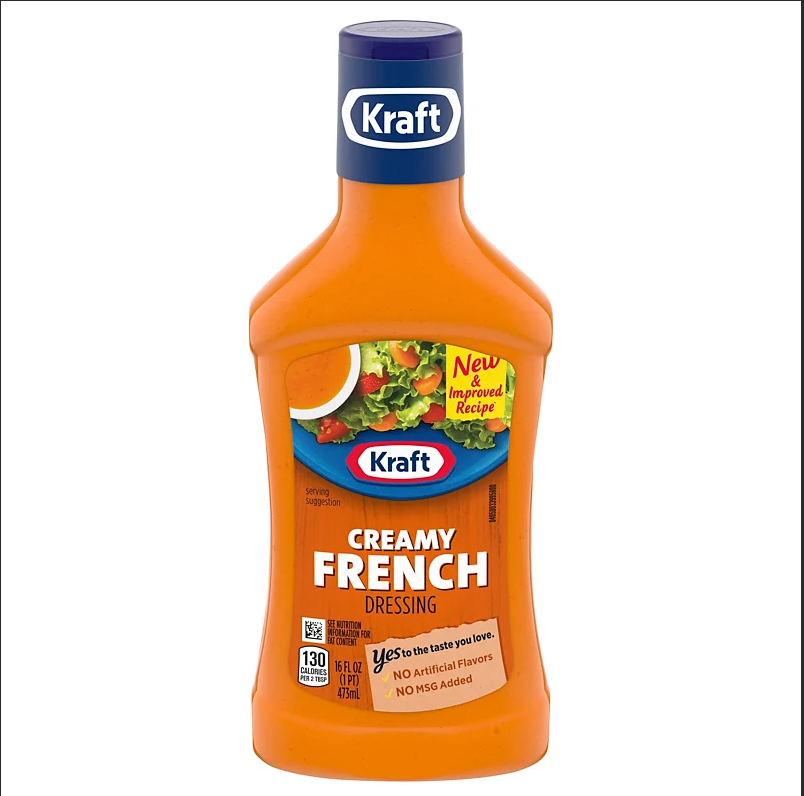 Kraft
New
&
Improved
Recipe
Kraft
serving
suggestion
CREAMY
FRENCH
DRESSING
SEE NUTRITION
INFORMATION FOR
FAT CONTENT
130
CALORIES
PER 2 TBSP
16 FL OZ
(1 PT)
473mL
Yes to the taste you love.
NO Artificial Flavors
NO MSG Added